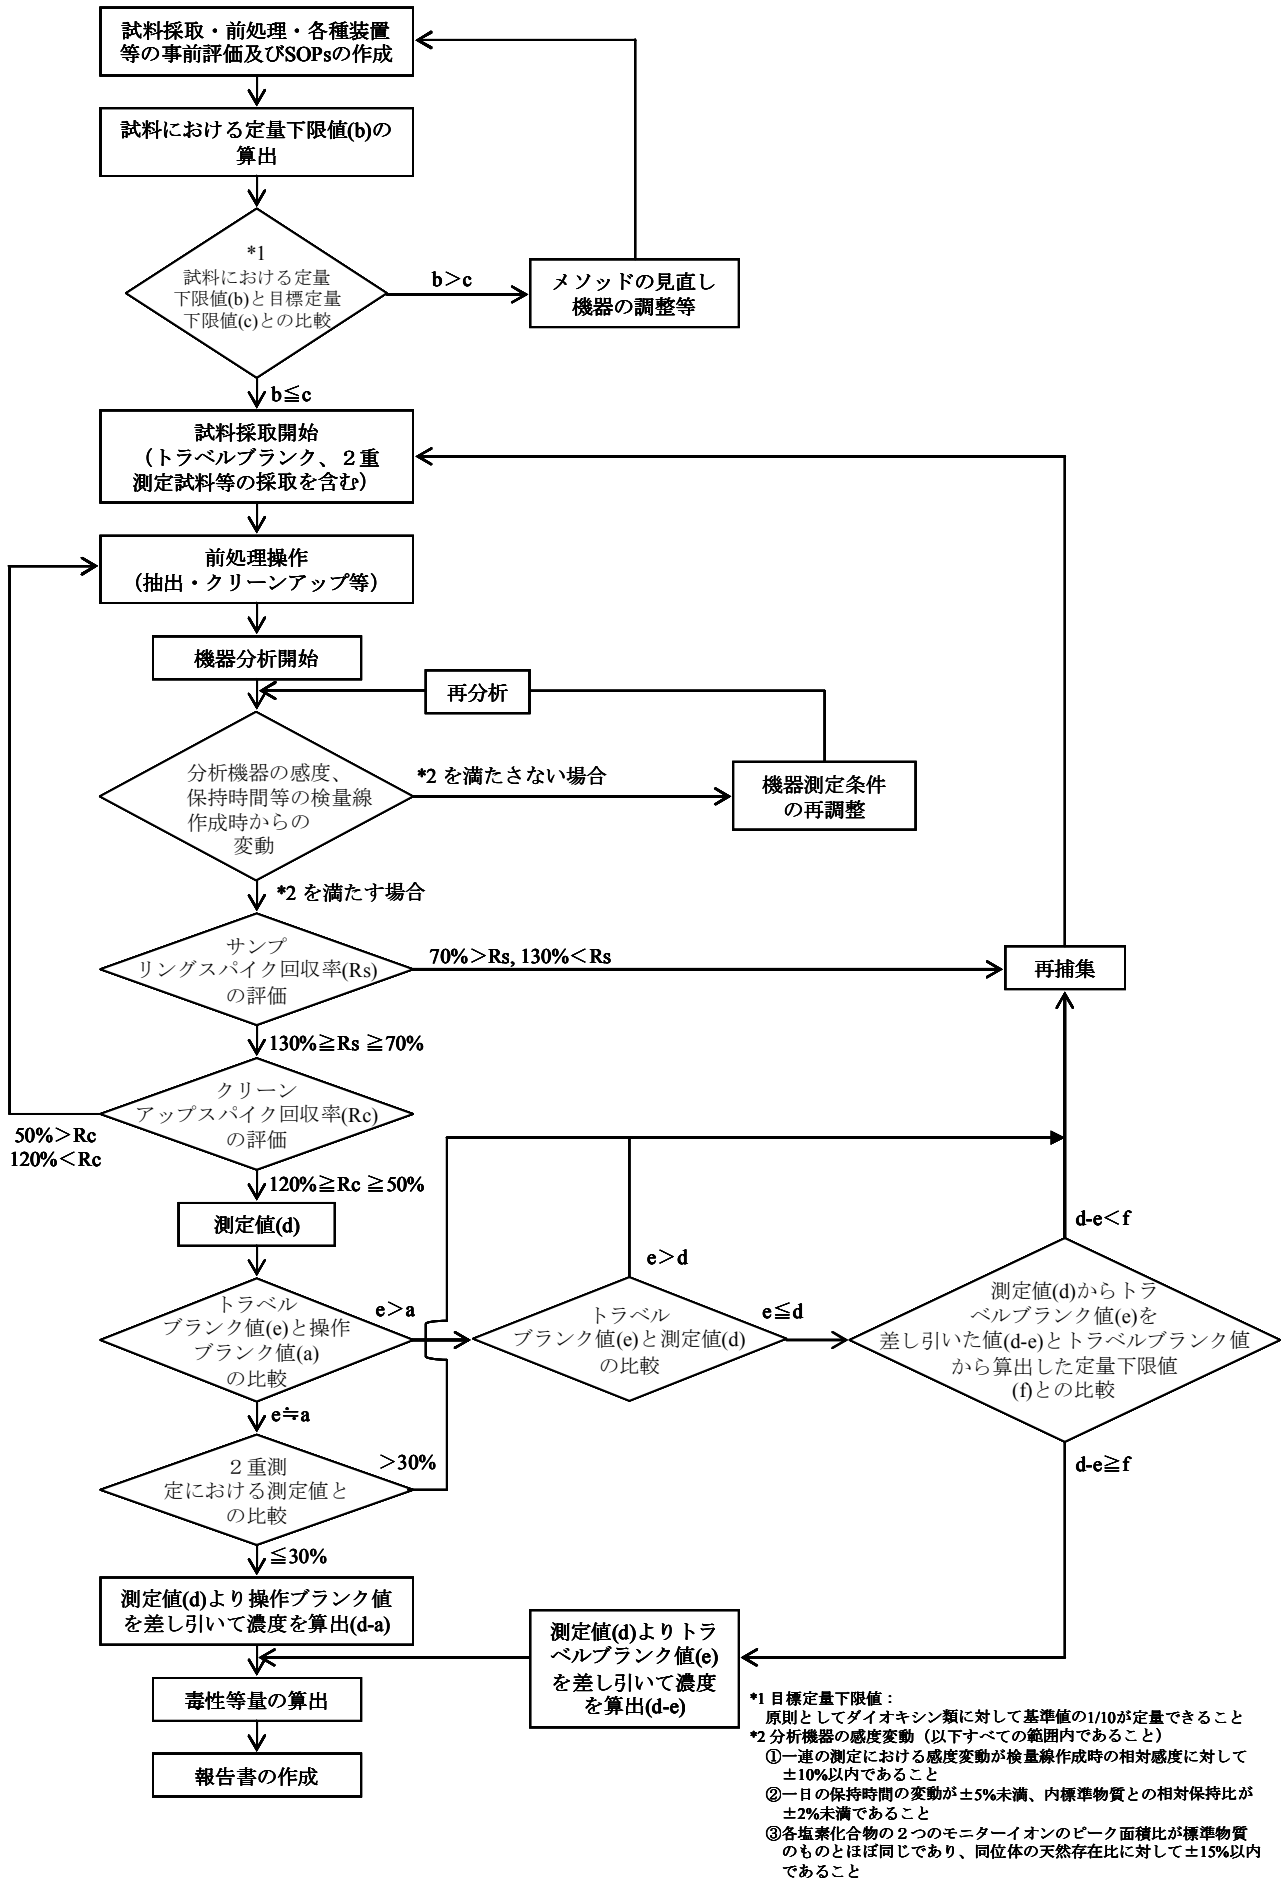 試料採取・前処理・各種装置
等の事前評価及びSOPsの作成
試料における定量下限値(b)の
算出
*1
試料における定量
下限値(b)と目標定量
下限値(c)との比較
b＞c
メソッドの見直し
機器の調整等
b≦c
試料採取開始
（トラベルブランク、２重
測定試料等の採取を含む）
前処理操作
（抽出・クリーンアップ等）
機器分析開始
再分析
分析機器の感度、
保持時間等の検量線
作成時からの
変動
*2 を満たさない場合
機器測定条件
の再調整
*2 を満たす場合
サンプ
リングスパイク回収率(Rs)
の評価
70%＞Rs, 130%＜Rs
再捕集
130%≧Rs ≧70%
クリーン
アップスパイク回収率(Rc)
の評価
50%＞Rc
120%＜Rc
120%≧Rc ≧50%
測定値(d)
トラベル
ブランク値(e)と操作
ブランク値(a)
の比較
e＞a
トラベル
ブランク値(e)と測定値(d)
の比較
e＞d
e≦d
測定値(d)からトラ
ベルブランク値(e)を
差し引いた値(d-e)とトラベルブランク値
から算出した定量下限値
(f)との比較
d-e＜f
d-e≧f
e≒a
２重測
定における測定値と
の比較
＞30%
≦30%
測定値(d)より操作ブランク値
を差し引いて濃度を算出(d-a)
測定値(d)よりトラ
ベルブランク値(e)
を差し引いて濃度
を算出(d-e)
毒性等量の算出
報告書の作成
*1 目標定量下限値：
原則としてダイオキシン類に対して基準値の1/10が定量できること
*2 分析機器の感度変動（以下すべての範囲内であること）
①一連の測定における感度変動が検量線作成時の相対感度に対して
±10%以内であること
②一日の保持時間の変動が±5%未満、内標準物質との相対保持比が
±2%未満であること
③各塩素化合物の２つのモニターイオンのピーク面積比が標準物質
のものとほぼ同じであり、同位体の天然存在比に対して±15%以内
であること